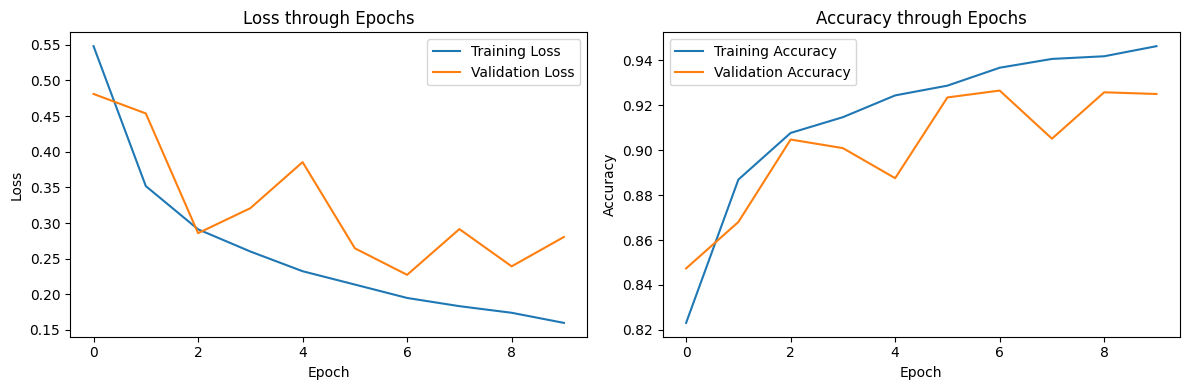 Loss through Epochs
0.55
0.50
0.45
0.40
0.35
0.30
0.25
0.20
0.15
Loss
Training Loss
Validation Loss
0 2 4 6 8
Epoch
Accuracy through Epochs
0.94
0.92
0.90
0.88
0.86
0.84
0.82
Accuracy
Training Accuracy
Validation Accuracy
0 2 4 6 8
Epoch